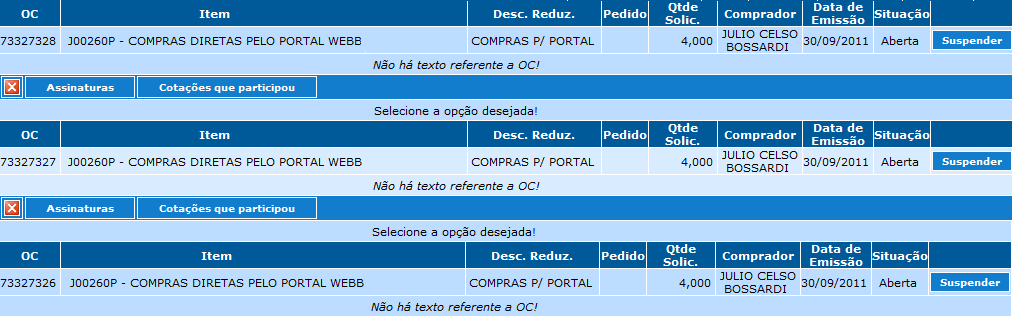 OC Item Desc. Reduz. Pedido Qtde Solic. Comprador Data de Emissão Situação
73327328 J00260P - COMPRAS DIRETAS PELO PORTAL WEBB COMPRAS P/ PORTAL 4,000 JULIO CELSO BOSSARDI 30/09/2011 Aberta Suspender
Não há texto referente a OC!
Assinaturas Cotações que participou
Selecione a opção desejada!
OC Item Desc. Reduz. Pedido Qtde Solic. Comprador Data de Emissão Situação
73327327 J00260P - COMPRAS DIRETAS PELO PORTAL WEBB COMPRAS P/ PORTAL 4,000 JULIO CELSO BOSSARDI 30/09/2011 Aberta Suspender
Não há texto referente a OC!
Assinaturas Cotações que participou
Selecione a opção desejada!
OC Item Desc. Reduz. Pedido Qtde Solic. Comprador Data de Emissão Situação
73327326 J00260P - COMPRAS DIRETAS PELO PORTAL WEBB COMPRAS P/ PORTAL 4,000 JULIO CELSO BOSSARDI 30/09/2011 Aberta Suspender
Não há texto referente a OC!